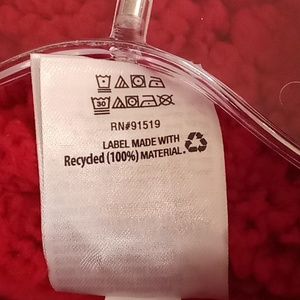 RN#91519
LABEL MADE WITH
Recycled (100%) MATERIAL.